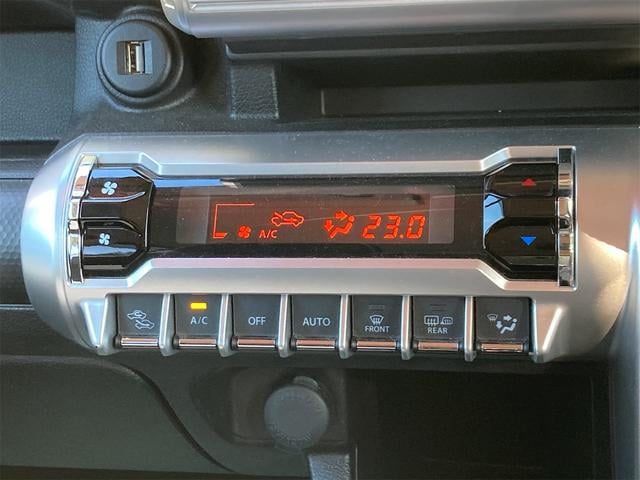 A/C 23.0
A/C OFF AUTO FRONT REAR